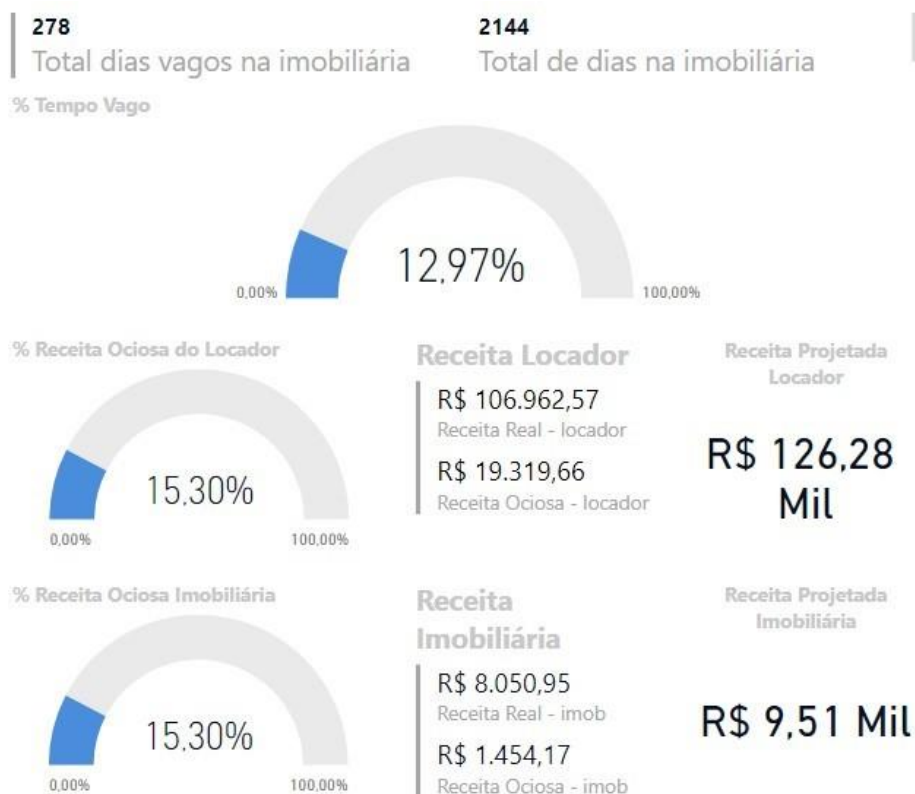 278
Total dias vagos na imobiliária
2144
Total de dias na imobiliária
% Tempo Vago
12,97%
0,00%
100,00%
% Receita Ociosa do Locador
15,30%
0,00%
100,00%
Receita Locador
R$ 106.962,57
Receita Real - locador
R$ 19.319,66
Receita Ociosa - locador
Receita Projetada
Locador
R$ 126,28
Mil
% Receita Ociosa Imobiliária
15,30%
0,00%
100,00%
Receita
Imobiliária
R$ 8.050,95
Receita Real - imob
R$ 1.454,17
Receita Ociosa - imob
Receita Projetada
Imobiliária
R$ 9,51 Mil